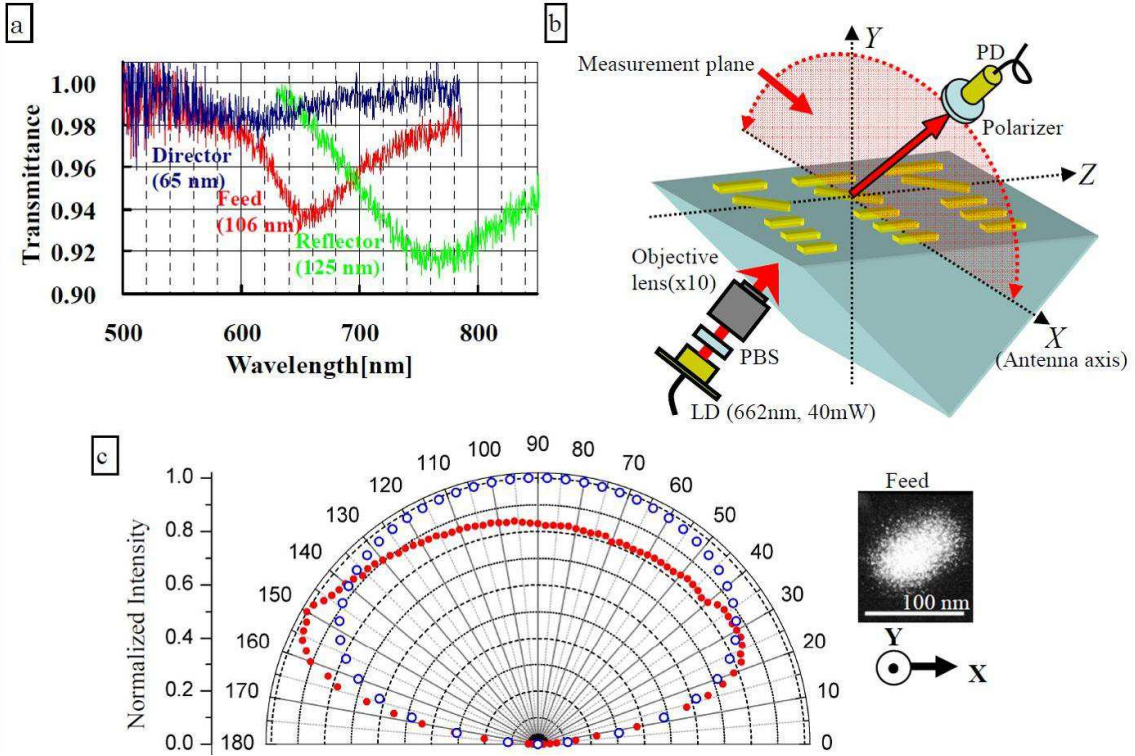 a
Transmittance
1.00
0.98
0.96
0.94
0.92
0.90
Director
(65 nm)
Feed
(106 nm)
Reflector
(125 nm)
500
600
700
800
Wavelength[nm]
b
Y
PD
Measurement plane
Polarizer
Z
Objective
lens(x10)
PBS
X
(Antenna axis)
LD (662nm, 40mW)
c
Normalized Intensity
1.0
0.8
0.6
0.4
0.2
0.0
180
170
160
150
140
130
120
110
100
90
80
70
60
50
40
30
20
10
0
Feed
100 nm
Y
X